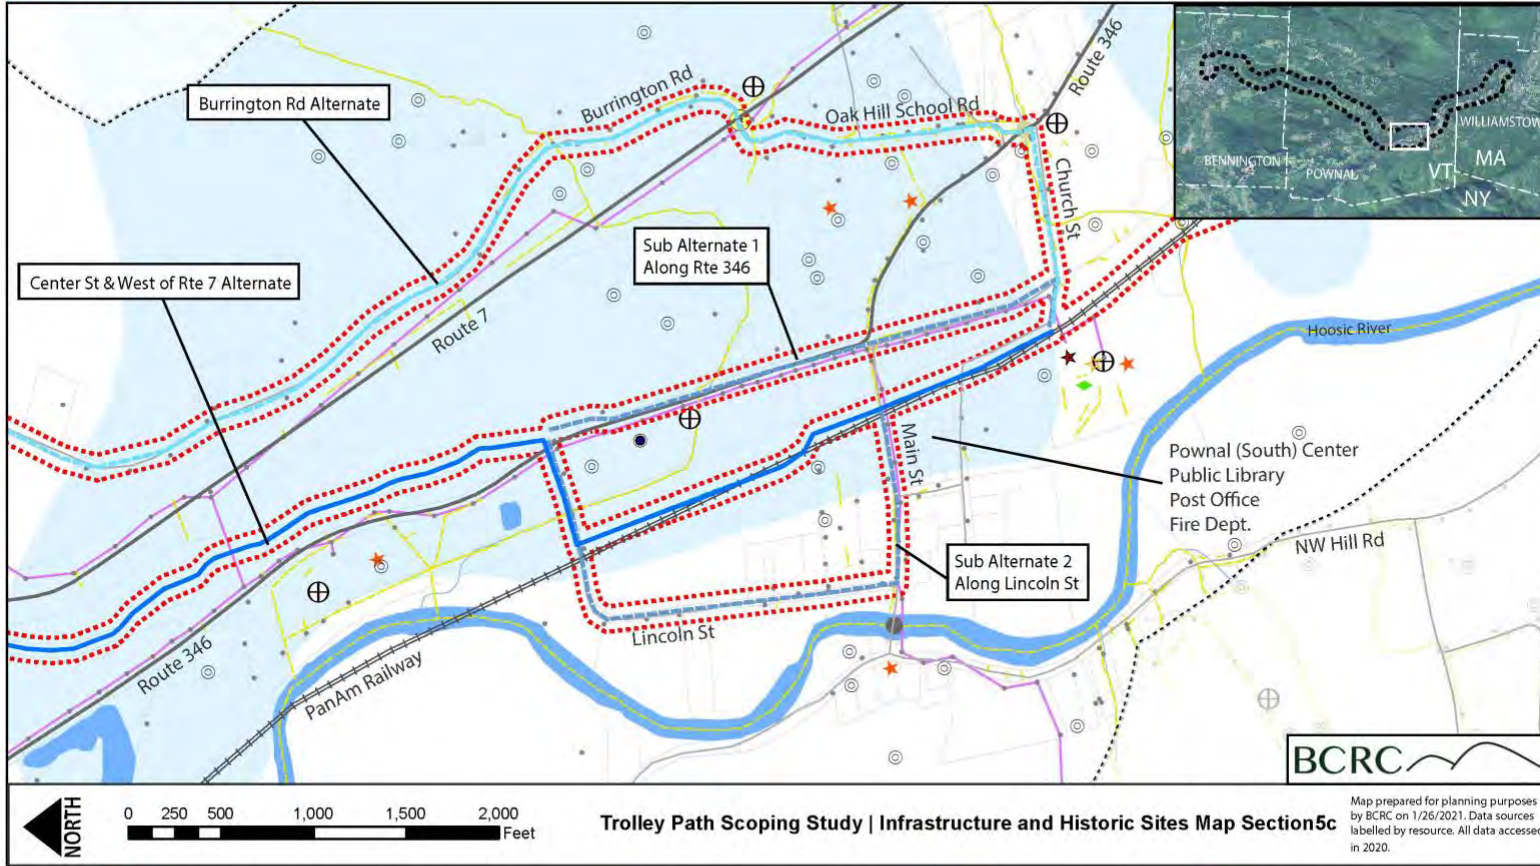 Burrington Rd Alternate
Burrington Rd
Oak Hill School Rd
Route 346
Church St
BENNINGTON
POWNAL
WILLIAMSTOW
VT
MA
NY
Center St & West of Rte 7 Alternate
Sub Alternate 1
Along Rte 346
Route 7
Hoosic River
Main St
Pownal (South) Center
Public Library
Post Office
Fire Dept.
NW Hill Rd
Sub Alternate 2
Along Lincoln St
Lincoln St
Route 346
PanAm Railway
BCRC
NORTH
0 250 500 1,000 1,500 2,000
Feet
Trolley Path Scoping Study | Infrastructure and Historic Sites Map Section5c
Map prepared for planning purposes
by BCRC on 1/26/2021. Data sources
labelled by resource. All data accessed
in 2020.